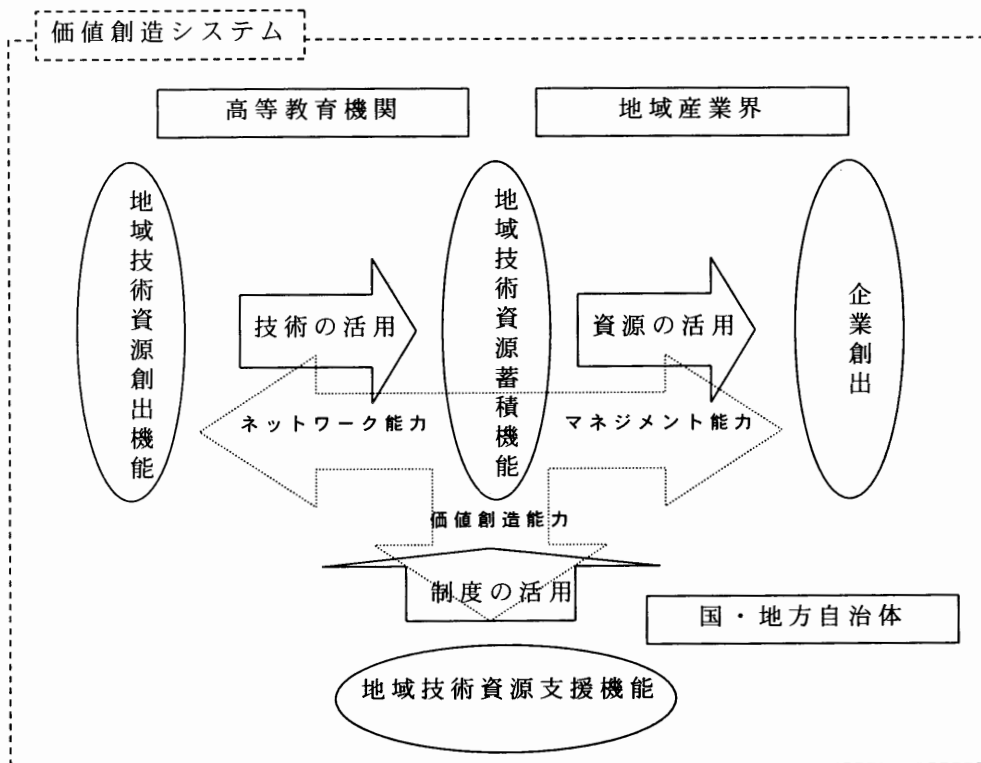 価値創造システム
高等教育機関
地域産業界
地域技術資源創出機能
地域技術資源蓄積機能
企業創出
技術の活用
資源の活用
ネットワーク能力
マネジメント能力
価値創造能力
制度の活用
国・地方自治体
地域技術資源支援機能